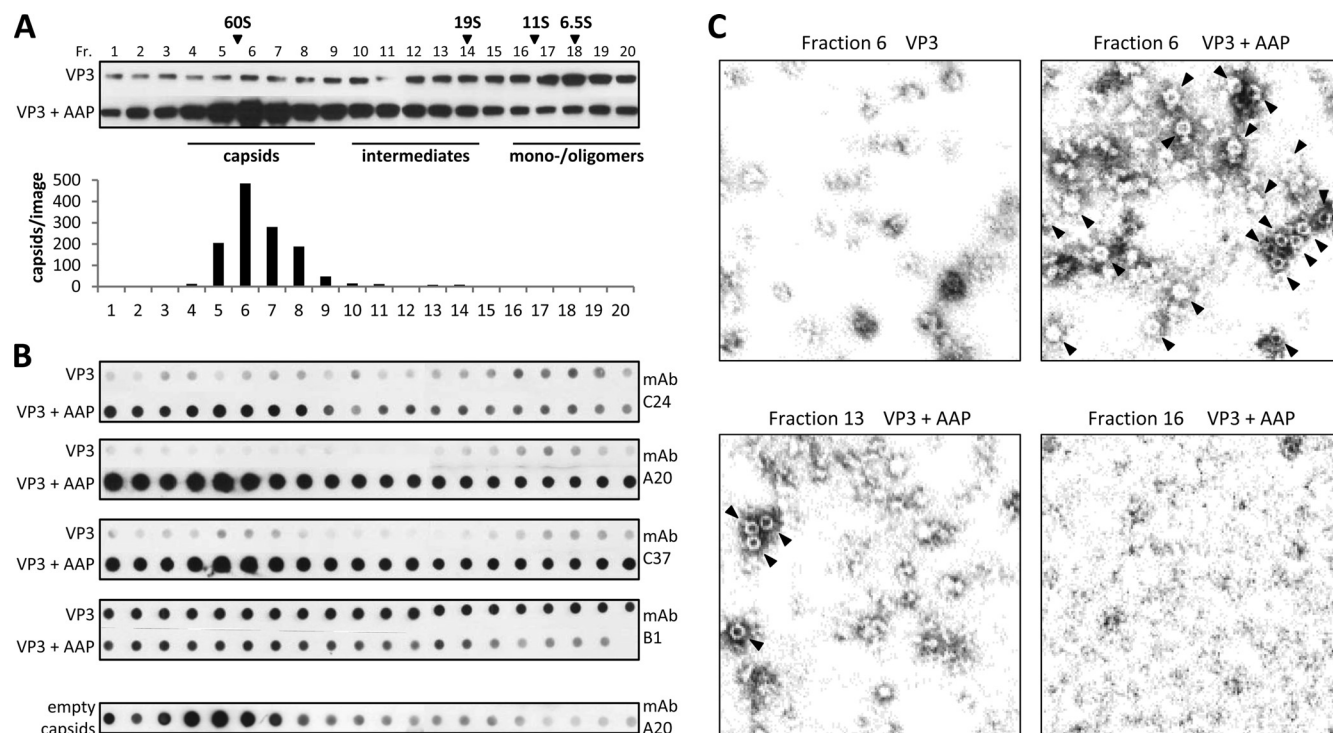 A
60S 19S 11S 6.5S
Fr. 1 2 3 4 5 6 7 8 9 10 11 12 13 14 15 16 17 18 19 20
VP3
VP3 + AAP
capsids intermediates mono-/oligomers
capsids/image
500
400
300
200
100
0
1 2 3 4 5 6 7 8 9 10 11 12 13 14 15 16 17 18 19 20
B
VP3 mAb
VP3 + AAP C24
VP3 mAb
VP3 + AAP A20
VP3 mAb
VP3 + AAP C37
VP3 mAb
VP3 + AAP B1
empty mAb
capsids A20
C
Fraction 6 VP3
Fraction 6 VP3 + AAP
Fraction 13 VP3 + AAP
Fraction 16 VP3 + AAP